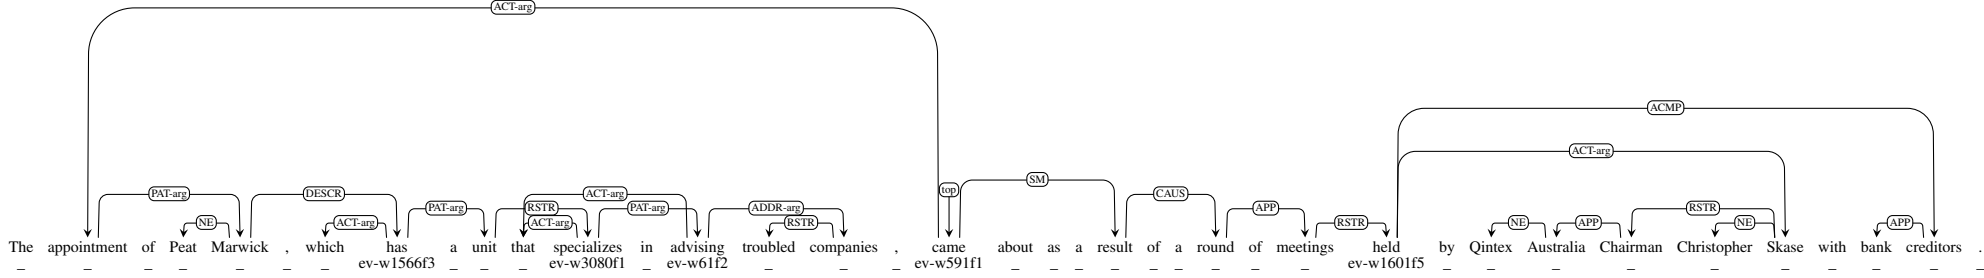 ACT-arg
ACMP
ACT-arg
top SM
PAT-arg DESCR ACT-arg CAUS
PAT-arg RSTR PAT-arg ADDR-arg APP RSTR
NE ACT-arg ACT-arg RSTR RSTR NE APP NE APP
The appointment of Peat Marwick , which has a unit that specializes in advising troubled companies , came about as a result of a round of meetings held by Qintex Australia Chairman Christopher Skase with bank creditors .
_ _ _ _ _ _ _ ev-w1566f3 _ _ _ ev-w3080f1 _ ev-w61f2 _ _ _ ev-w591f1 _ _ _ _ _ _ _ _ _ ev-w1601f5 _ _ _ _ _ _ _ _ _ _